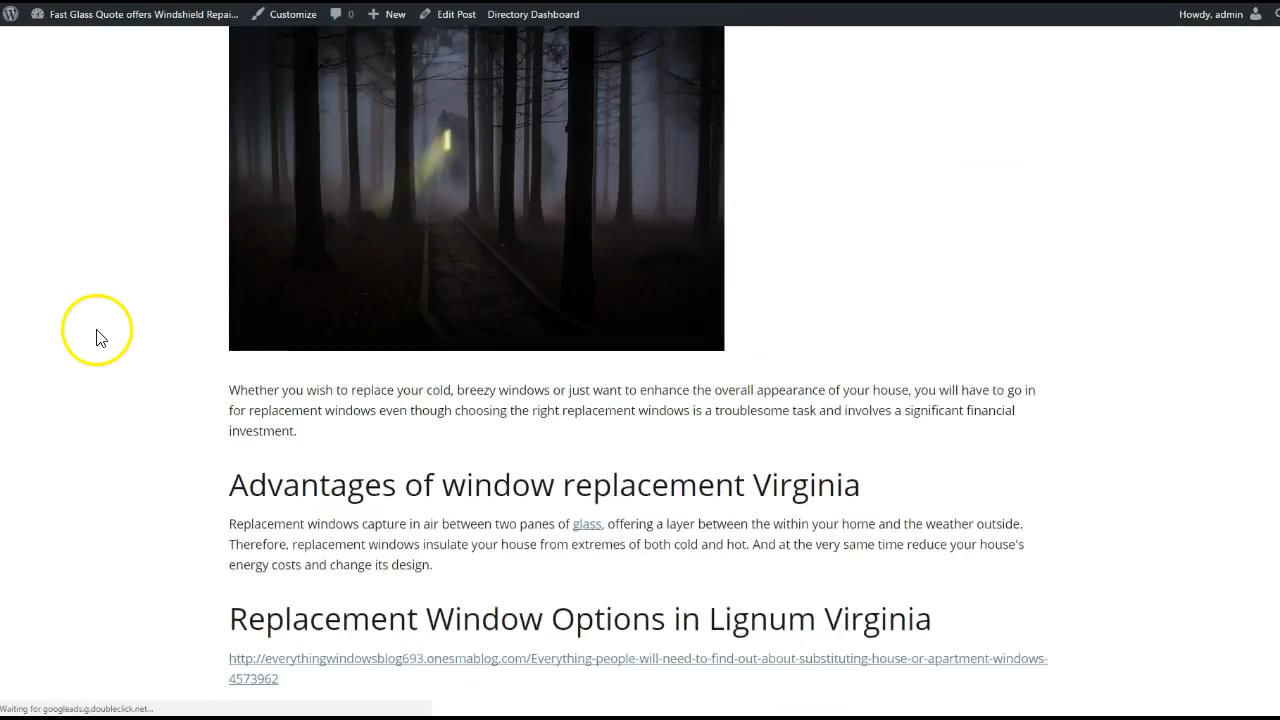 Fast Glass Quote offers Windshield Repai... Customize 0 New Edit Post Directory Dashboard Howdy, admin
Whether you wish to replace your cold, breezy windows or just want to enhance the overall appearance of your house, you will have to go in
for replacement windows even though choosing the right replacement windows is a troublesome task and involves a significant financial
investment.
Advantages of window replacement Virginia
Replacement windows capture in air between two panes of glass, offering a layer between the within your home and the weather outside.
Therefore, replacement windows insulate your house from extremes of both cold and hot. And at the very same time reduce your house's
energy costs and change its design.
Replacement Window Options in Lignum Virginia
http://everythingwindowsblog693.onesmablog.com/Everything-people-will-need-to-find-out-about-substituting-house-or-apartment-windows-
4573962
Waiting for googleads.g.doubleclick.net...